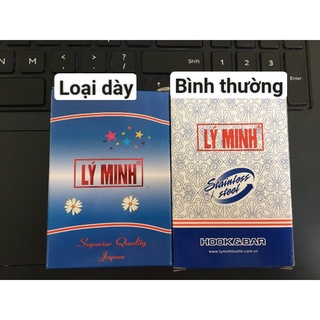 Loại dày
Bình thường
LÝ MINH®
Superior Quality
Japan
LÝ MINH®
Stainless
steel
HOOK&BAR